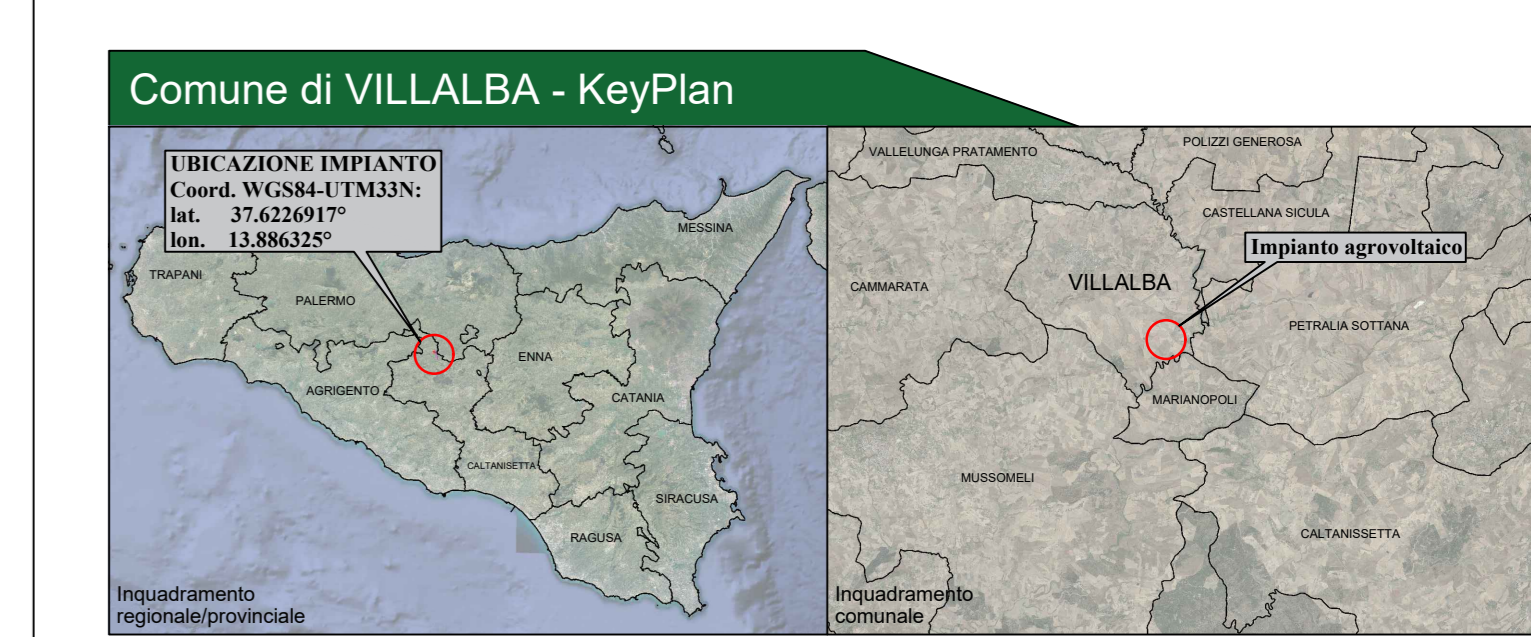 Comune di VILLALBA - KeyPlan
UBICAZIONE IMPIANTO
Coord. WGS84-UTM33N:
lat. 37.6226917°
lon. 13.886325°
MESSINA
TRAPANI
PALERMO
ENNA
AGRIGENTO
CATANIA
CALTANISETTA
SIRACUSA
RAGUSA
Inquadramento
regionale/provinciale
POLIZZI GENEROSA
VALLELUNGA PRATAMENTO
CASTELLANA SICULA
Impianto agrovoltaico
VILLALBA
CAMMARATA
PETRALIA SOTTANA
MARIANOPOLI
MUSSOMELI
CALTANISSETTA
Inquadramento
comunale